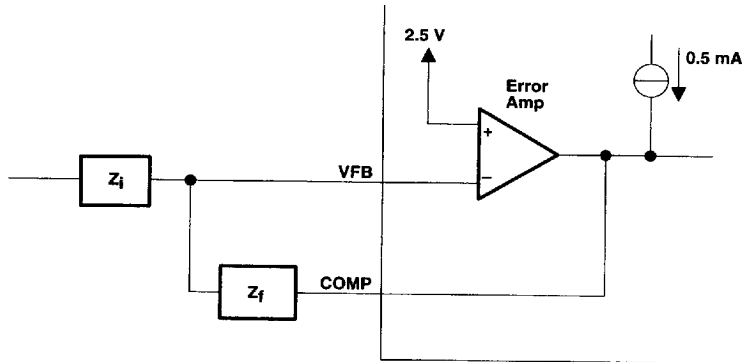 2.5 V
0.5 mA
Error
Amp
+
Zi
VFB
−
Zf
COMP